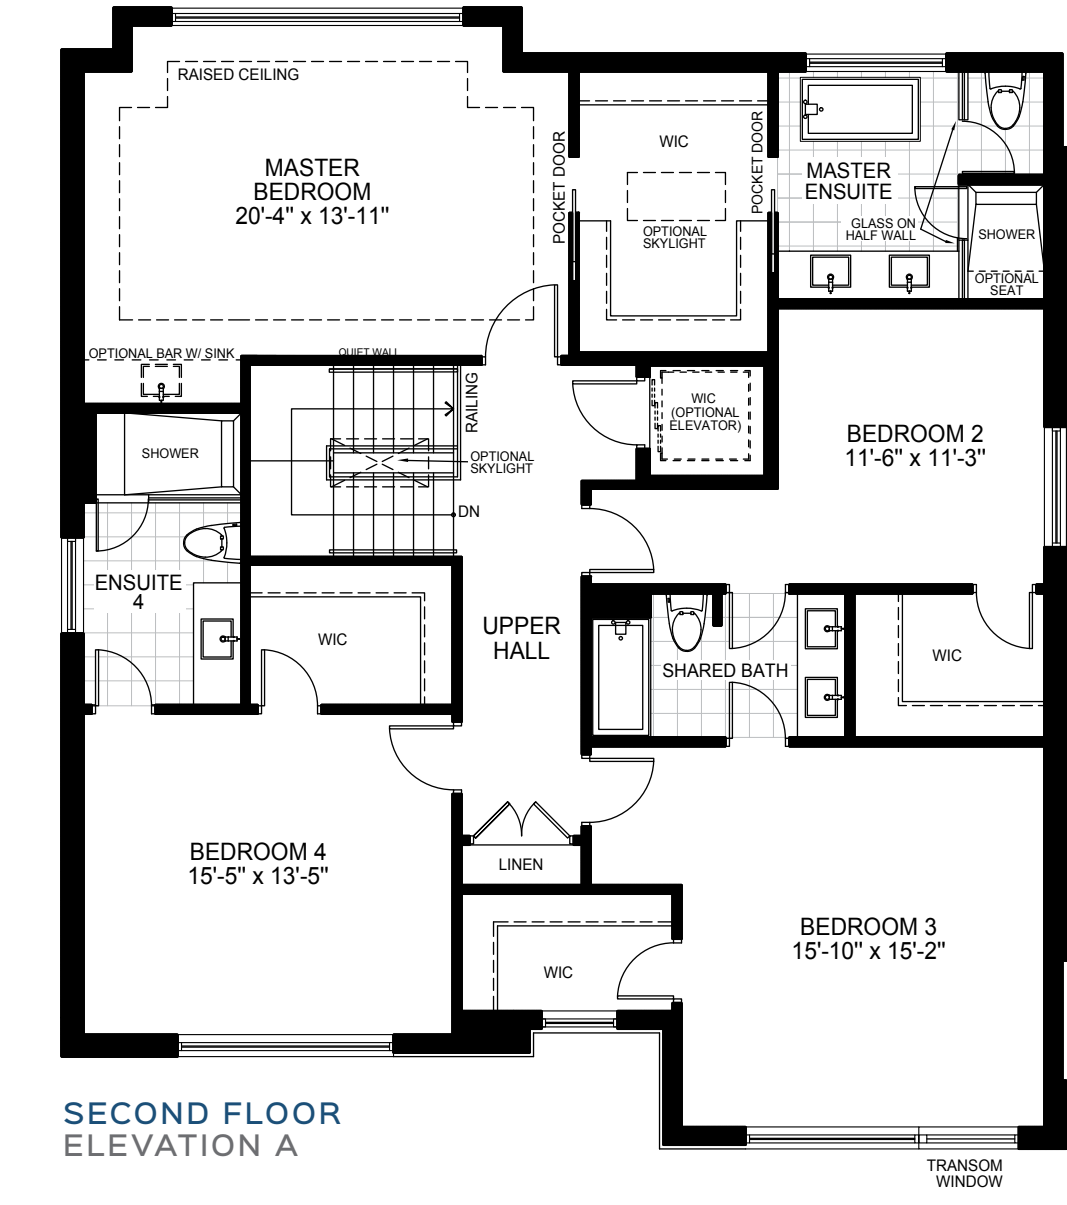 RAISED CEILING
MASTER
BEDROOM
20'-4" x 13'-11"
POCKET DOOR
WIC
POCKET DOOR
OPTIONAL
SKYLIGHT
MASTER
ENSUITE
GLASS ON
HALF WALL
SHOWER
OPTIONAL
SEAT
OPTIONAL BAR W/ SINK
QUIET WALL
RAILING
WIC
(OPTIONAL
ELEVATOR)
BEDROOM 2
11'-6" x 11'-3"
SHOWER
OPTIONAL
SKYLIGHT
DN
ENSUITE
4
WIC
UPPER
HALL
SHARED BATH
WIC
BEDROOM 4
15'-5" x 13'-5"
LINEN
BEDROOM 3
15'-10" x 15'-2"
WIC
SECOND FLOOR
ELEVATION A
TRANSOM
WINDOW